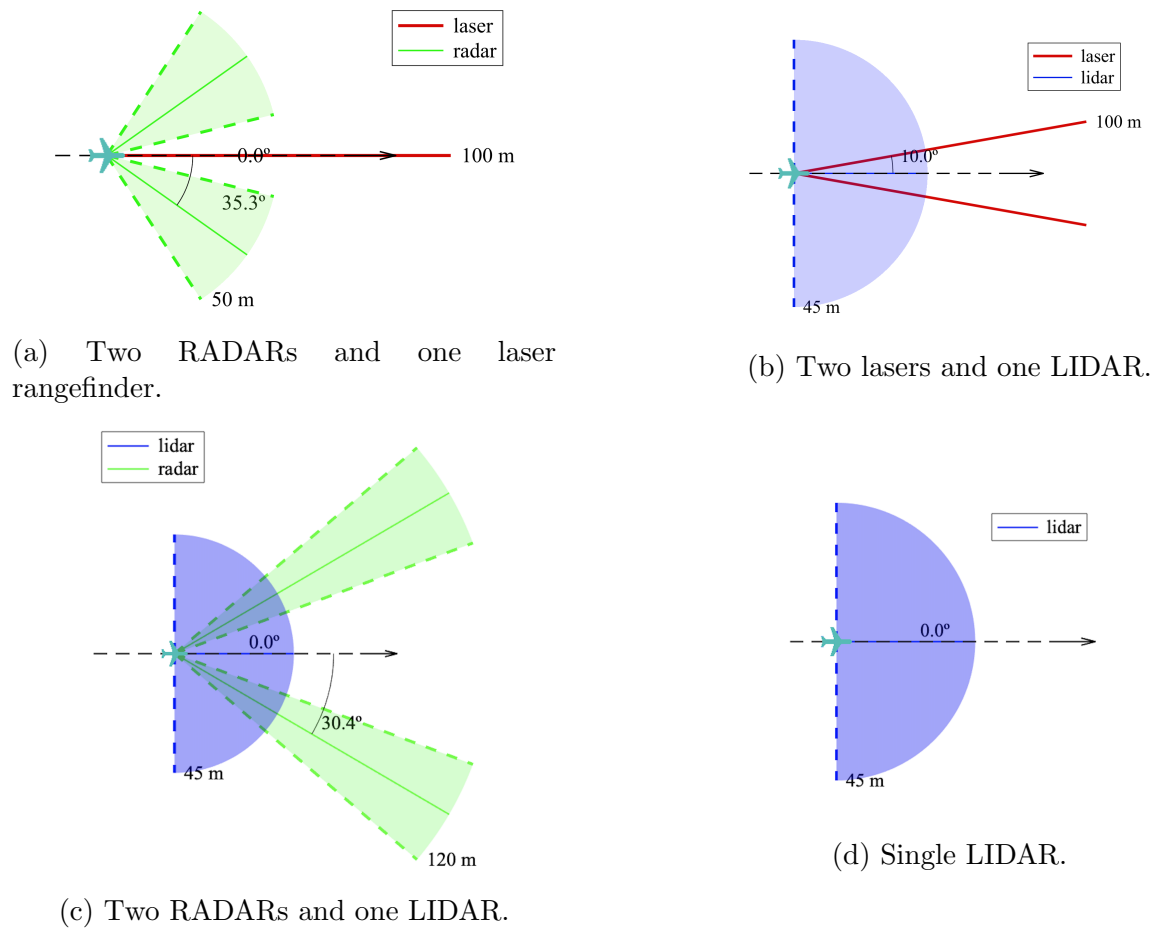 laser
radar
0.0º
100 m
35.3º
50 m
(a) Two RADARs and one laser
rangefinder.
laser
lidar
100 m
10.0º
45 m
(b) Two lasers and one LIDAR.
lidar
radar
0.0º
30.4º
45 m
120 m
(c) Two RADARs and one LIDAR.
lidar
0.0º
45 m
(d) Single LIDAR.